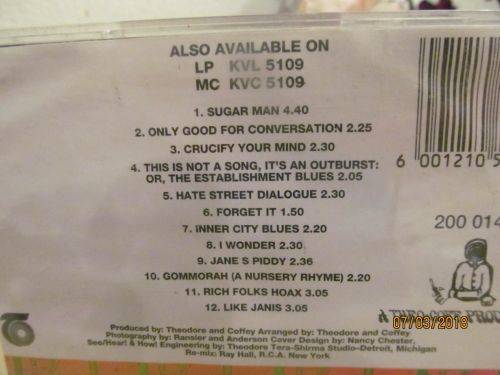 ALSO AVAILABLE ON
LP KVL 5109
MC KVC 5109
1. SUGAR MAN 4.40
2. ONLY GOOD FOR CONVERSATION 2.25
3. CRUCIFY YOUR MIND 2.30
4. THIS IS NOT A SONG, IT'S AN OUTBURST:
OR, THE ESTABLISHMENT BLUES 2.05
5. HATE STREET DIALOGUE 2.30
6. FORGET IT 1.50
7. INNER CITY BLUES 2.20
8. I WONDER 2.30
9. JANE S PIDDY 2.36
10. GOMMORAH (A NURSERY RHYME) 2.20
11. RICH FOLKS HOAX 3.05
12. LIKE JANIS 3.05
6 001210 5
200 014
A THEO-COFF PRODU
Produced by: Theodore and Coffey Arranged by: Theodore and Coffey
Photography by: Ransier and Anderson Cover Design by: Nancy Chester,
See/Hear! & How! Engineering by: Theodore Tera-Shirma Studio-Detroit, Michigan
Re-mix: Ray Hall, R.C.A. New York
07/03/2018